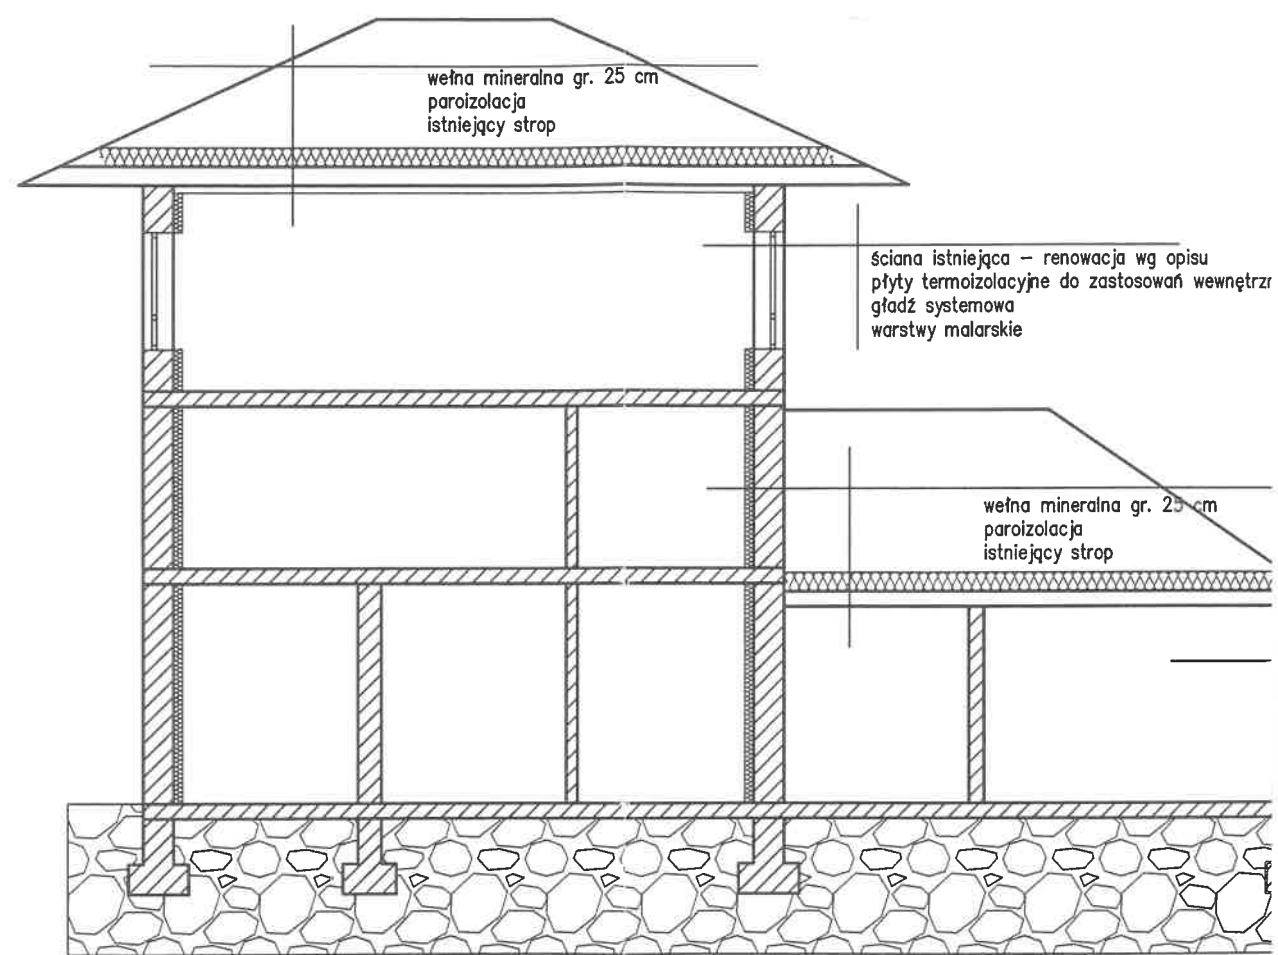 wełna mineralna gr. 25 cm
paroizolacja
istniejący strop
ściana istniejąca – renowacja wg opisu
płyty termoizolacyjne do zastosowań
gładź systemowa
warstwy malarskie
wełna mineralna gr. 25 cm
paroizolacja
istniejący strop